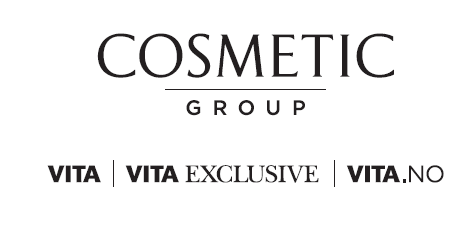 COSMETIC
GROUP
VITA | VITA EXCLUSIVE | VITA.NO